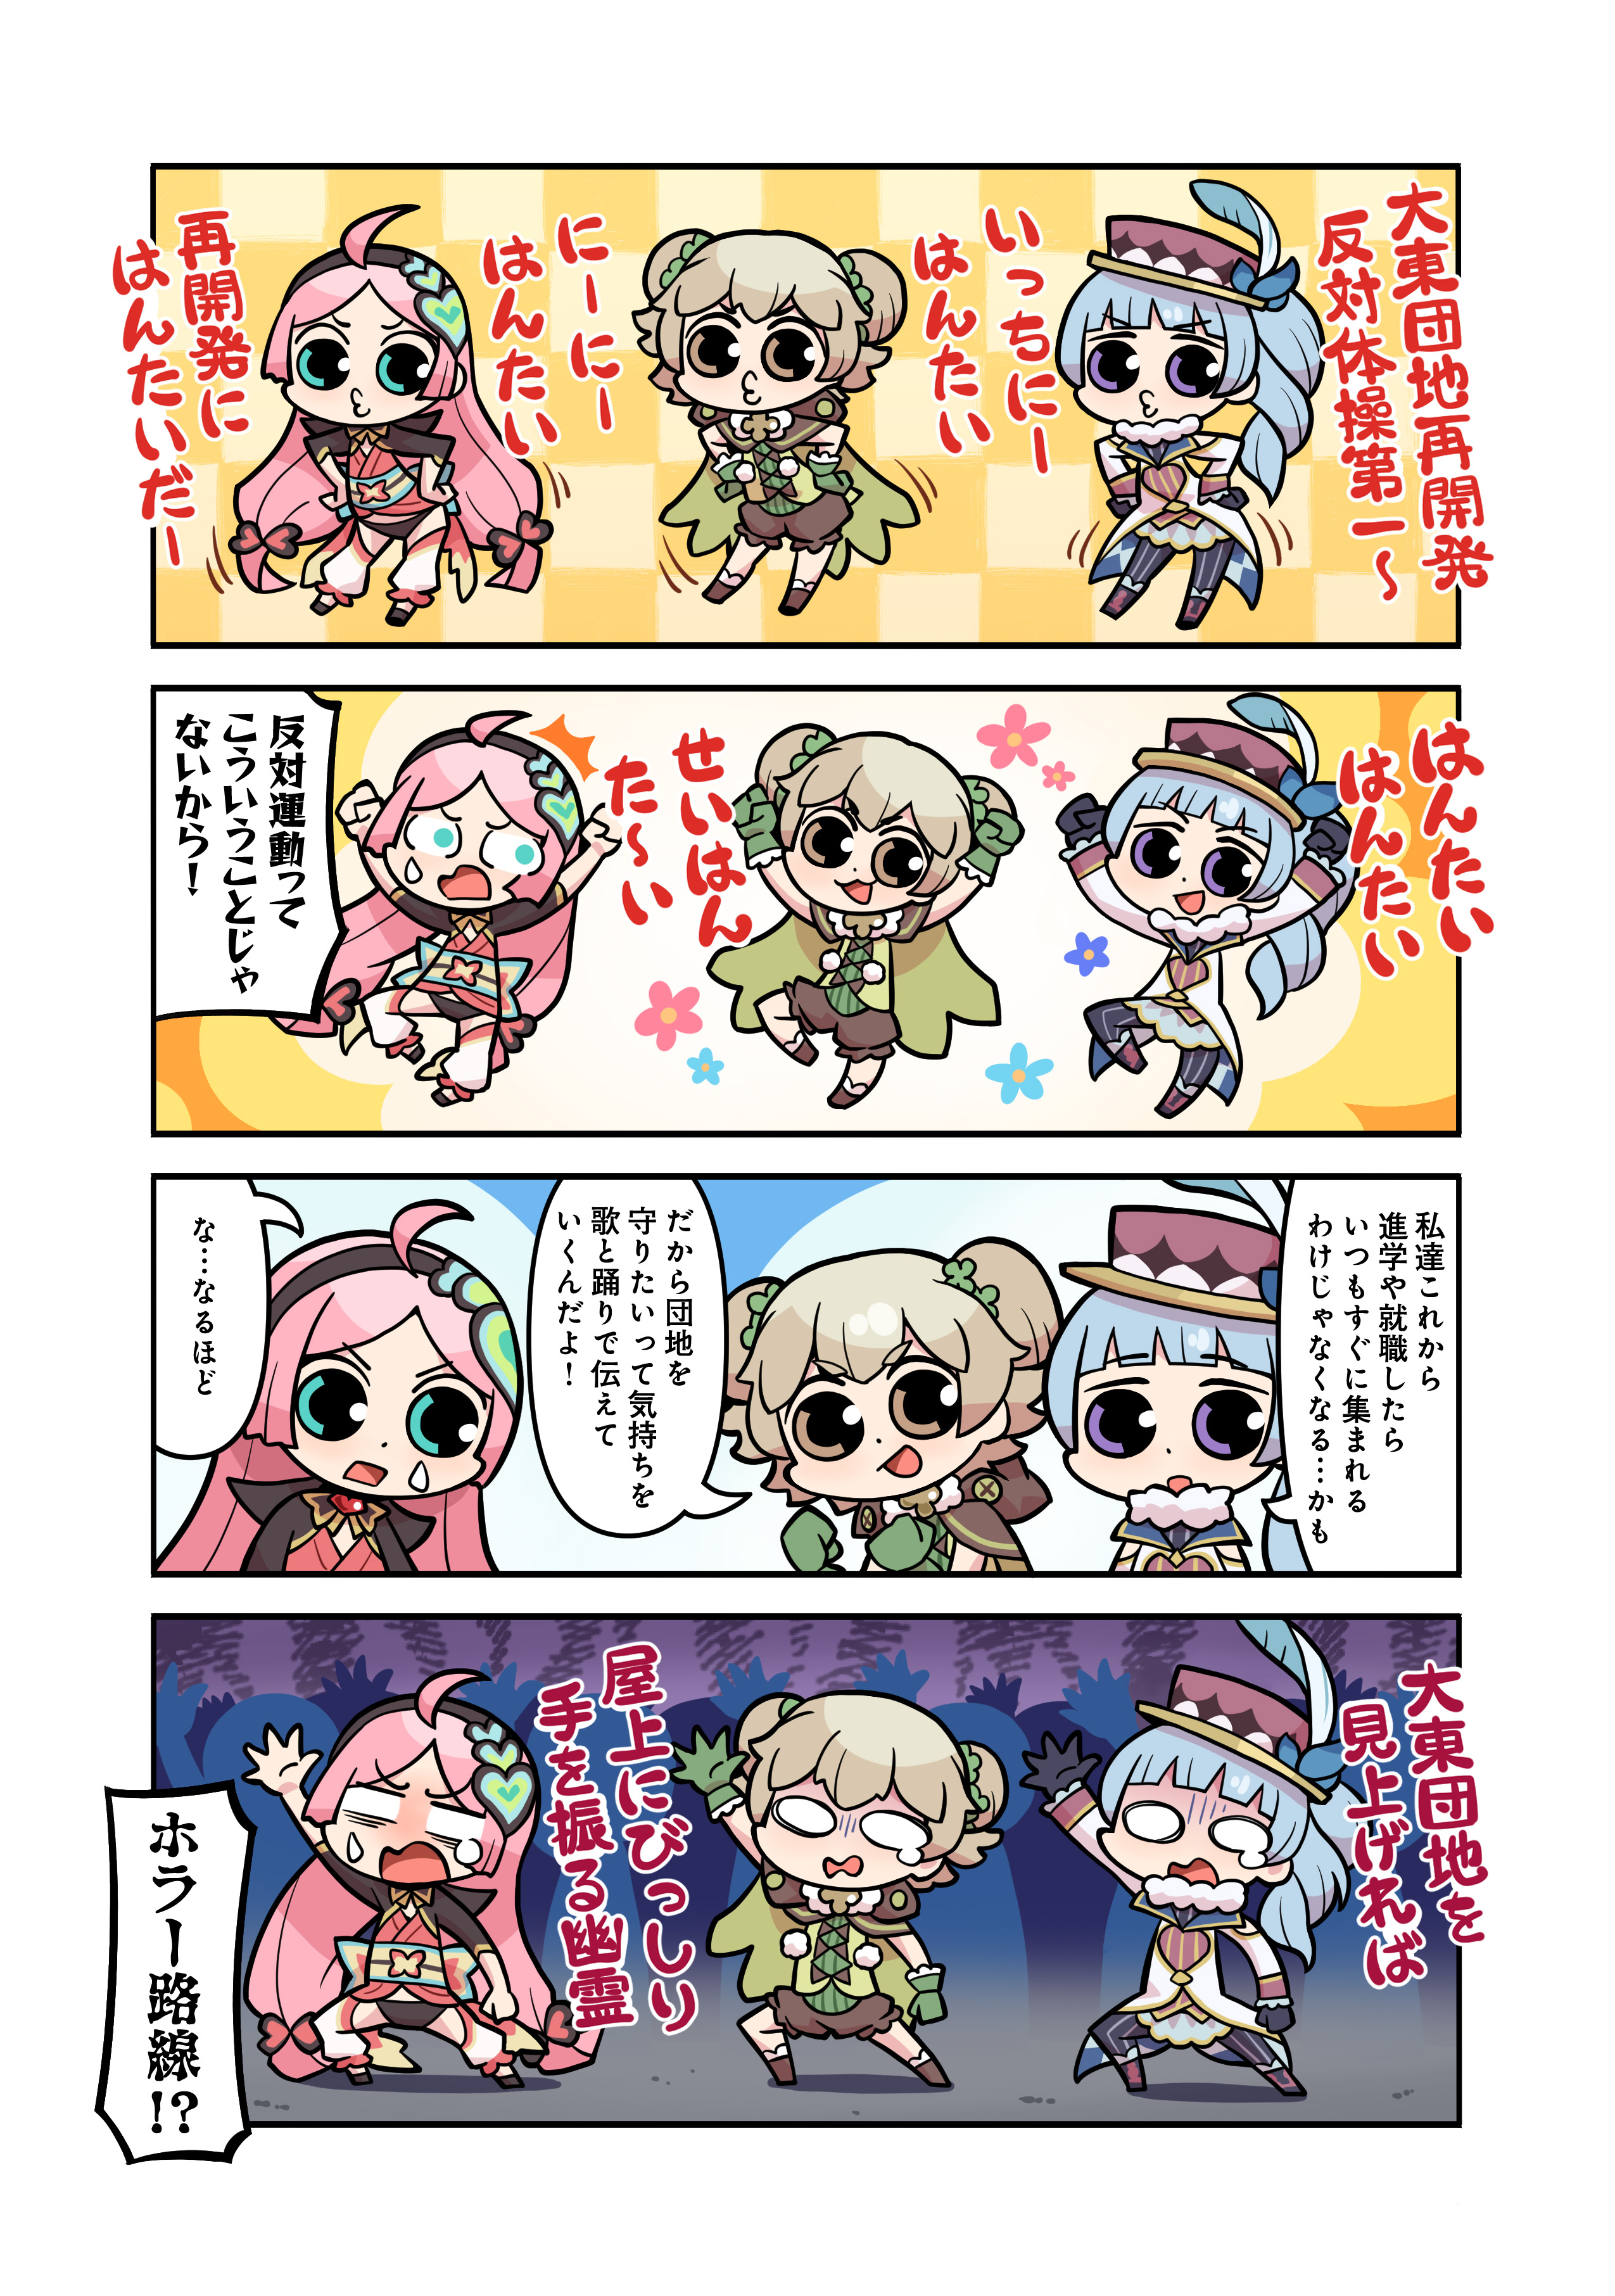 大東団地再開発
反対体操第一～
いっちにー
はんたい
にーにー
はんたい
再開発に
はんたいだー
はんたい
はんたい
せいはん
た～い
反対運動って
こういうことじゃ
ないから!
私達これから
進学や就職したら
いつもすぐに集まれる
わけじゃなくなる…かも
だから団地を
守りたいって気持ちを
歌と踊りで伝えて
いくんだよ!
な…なるほど
大東団地を
見上げれば
屋上にびっしり
手を振る幽霊
ホラー路線!?